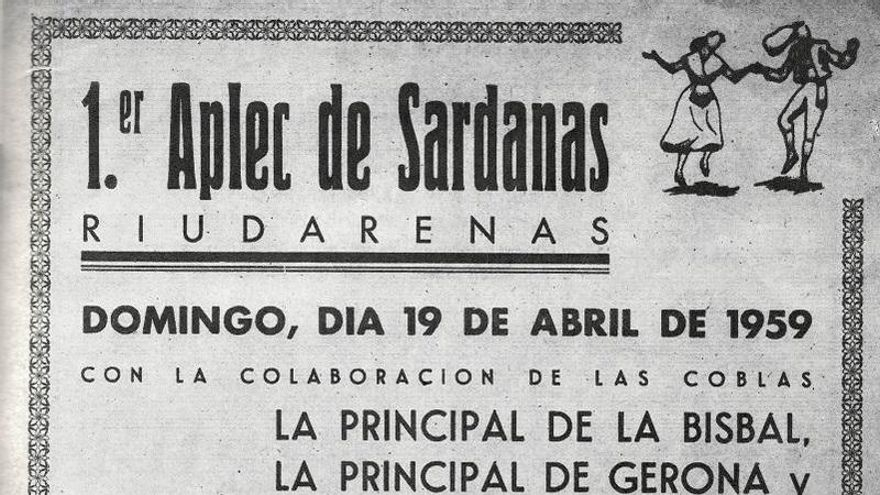 1.er Aplec de Sardanas
RIUDARENAS
DOMINGO, DIA 19 DE ABRIL DE 1959
CON LA COLABORACION DE LAS COBLAS
LA PRINCIPAL DE LA BISBAL,
LA PRINCIPAL DE GERONA y